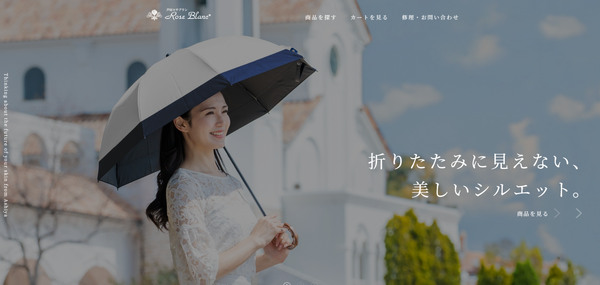 Rose Blanc®
商品を探す
カートを見る
修理・お問い合わせ
折りたたみに見えない、
美しいシルエット。
商品を見る
Thinking about the future of your skin from Ashiya